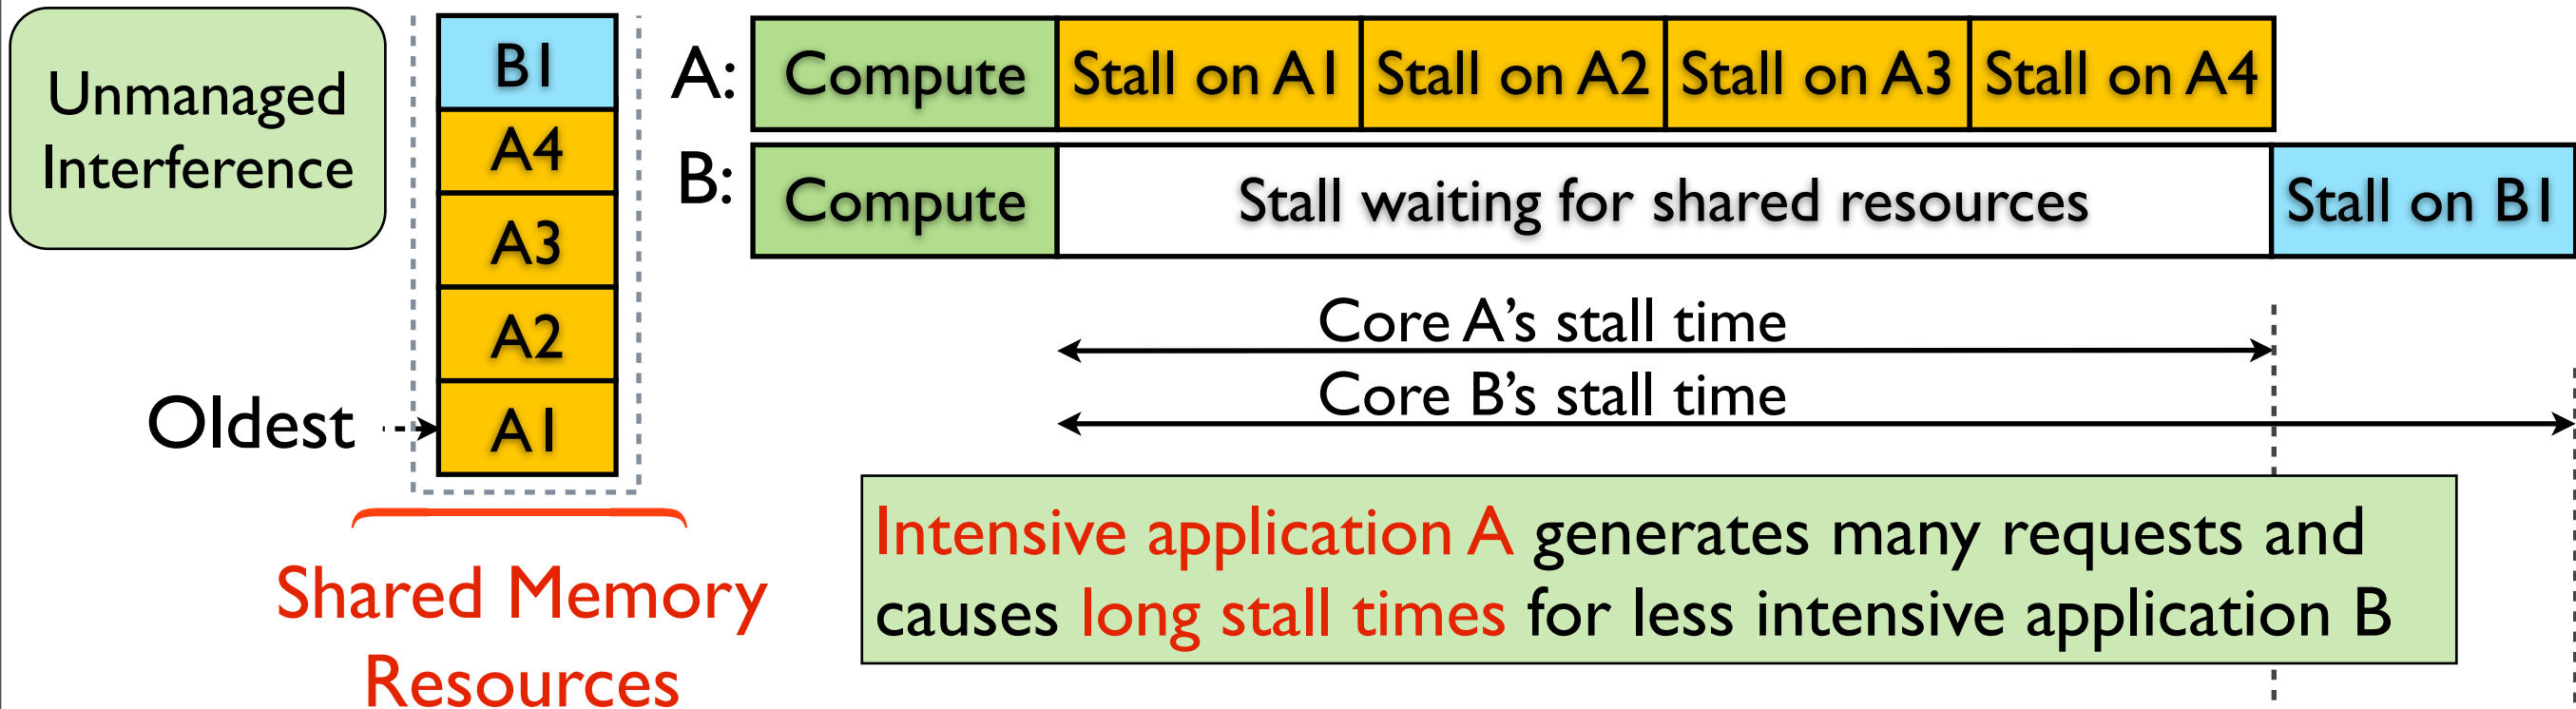 Unmanaged
Interference
B1
A4
A3
A2
A1
Oldest
Shared Memory
Resources
A: Compute Stall on A1 Stall on A2 Stall on A3 Stall on A4
B: Compute Stall waiting for shared resources Stall on B1
Core A’s stall time
Core B’s stall time
Intensive application A generates many requests and
causes long stall times for less intensive application B